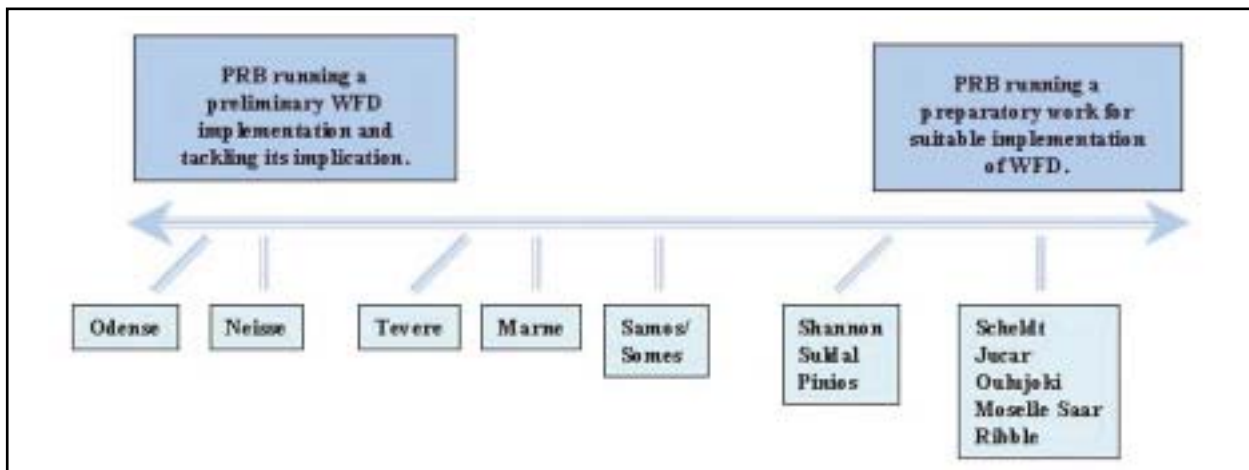 PRB running a
preliminary WFD
implementation and
tackling its implication.
PRB running a
preparatory work for
suitable implementation
of WFD.
Odense
Neisse
Tevere
Marne
Samos/
Somes
Shannon
Suldal
Pinios
Scheldt
Jucar
Oulujoki
Moselle Saar
Ribble